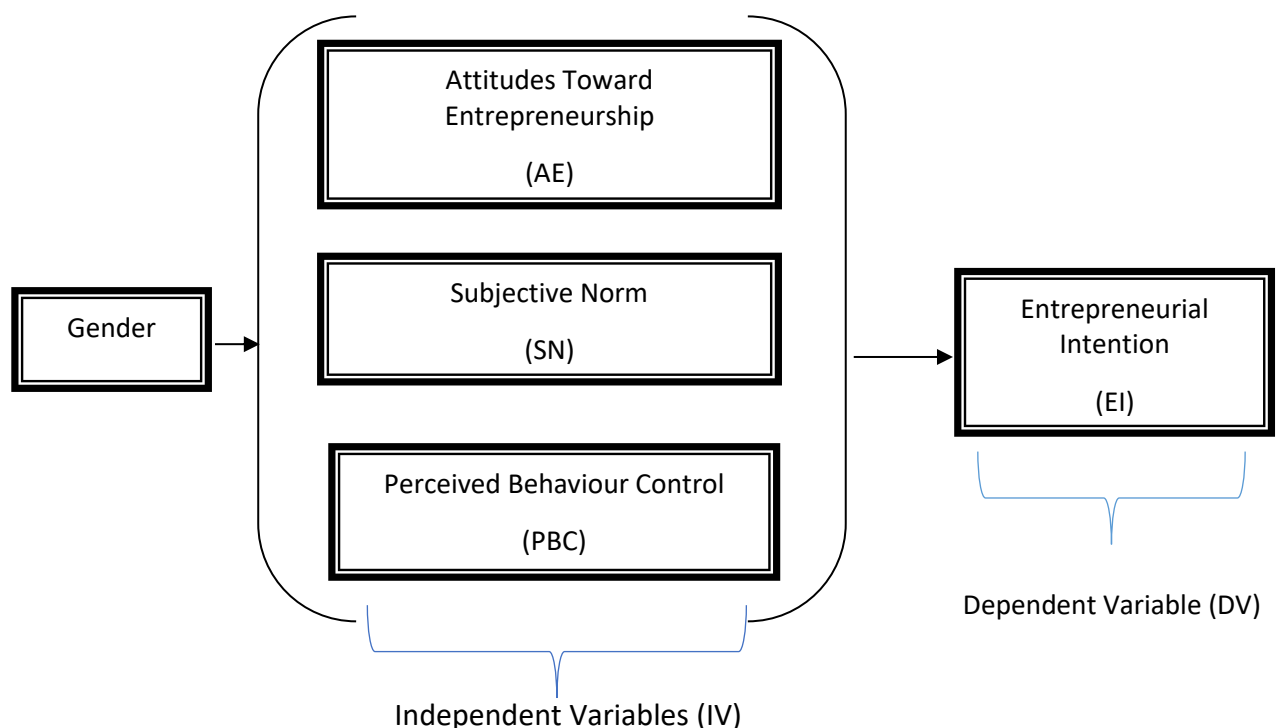 Attitudes Toward
Entrepreneurship
(AE)
Subjective Norm
(SN)
Gender
Entrepreneurial
Intention
(EI)
Perceived Behaviour Control
(PBC)
Dependent Variable (DV)
Independent Variables (IV)